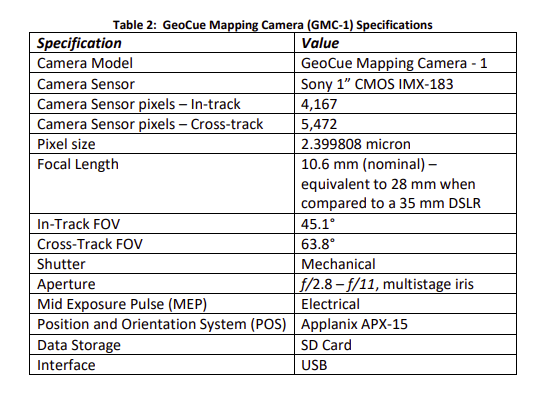 Table 2:  GeoCue Mapping Camera (GMC-1) Specifications
Specification Value
Camera Model GeoCue Mapping Camera - 1
Camera Sensor Sony 1” CMOS IMX-183
Camera Sensor pixels – In-track 4,167
Camera Sensor pixels – Cross-track 5,472
Pixel size 2.399808 micron
Focal Length 10.6 mm (nominal) –
equivalent to 28 mm when
compared to a 35 mm DSLR
In-Track FOV 45.1°
Cross-Track FOV 63.8°
Shutter Mechanical
Aperture f/2.8 – f/11, multistage iris
Mid Exposure Pulse (MEP) Electrical
Position and Orientation System (POS) Applanix APX-15
Data Storage SD Card
Interface USB